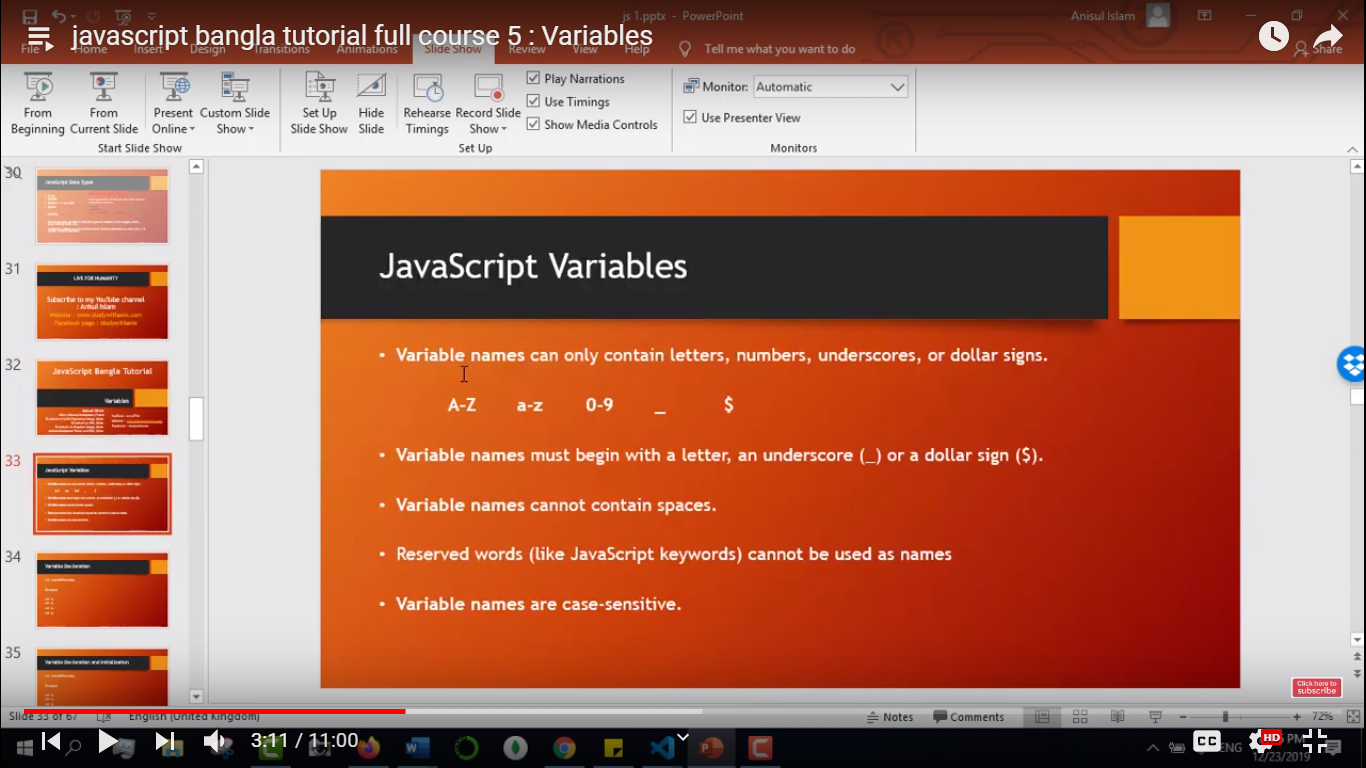 js 1.pptx - PowerPoint
Anisul Islam
javascript bangla tutorial full course 5 : Variables
File Home Insert Design Transitions Animations Slide Show Review View Help Tell me what you want to do Share
Play Narrations
Use Timings
Show Media Controls
Monitor: Automatic
Use Presenter View
From Beginning
From Current Slide
Present Online
Custom Slide Show
Set Up Slide Show
Hide Slide
Rehearse Timings
Record Slide Show
Start Slide Show
Set Up
Monitors
30
JavaScript Data Types
31
LIVE FOR HUMANITY
Subscribe to my YouTube channel
: Anisul Islam
Website : www.studywithanis.com
Facebook page : studywithanis
32
JavaScript Bangla Tutorial
Variables
33
JavaScript Variables
34
Variable Declaration
35
Variable Declaration and Initialization
JavaScript Variables
• Variable names can only contain letters, numbers, underscores, or dollar signs.
A-Z a-z 0-9 _ $
• Variable names must begin with a letter, an underscore (_) or a dollar sign ($).
• Variable names cannot contain spaces.
• Reserved words (like JavaScript keywords) cannot be used as names
• Variable names are case-sensitive.
Click here to
subscribe
Slide 33 of 67 English (United Kingdom) Notes Comments 72%
3:11 / 11:00
CC HD
ENG
12/23/2019